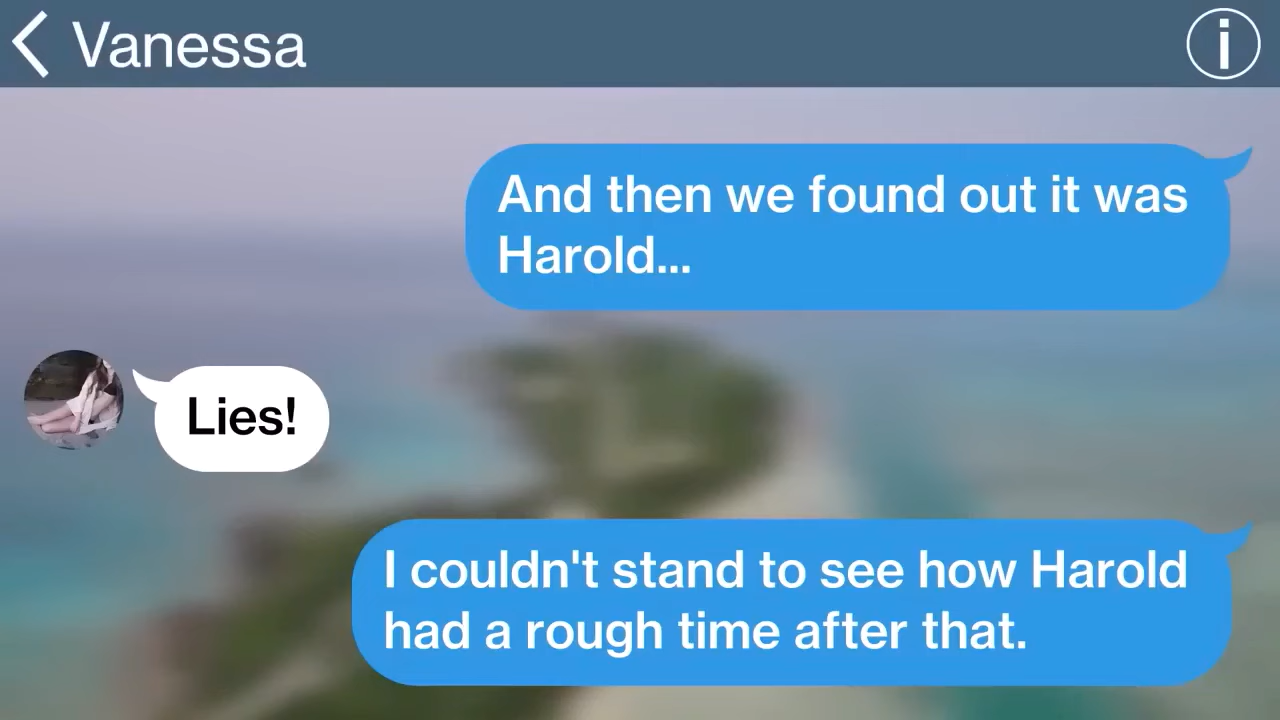 Vanessa
And then we found out it was
Harold...
Lies!
I couldn't stand to see how Harold
had a rough time after that.